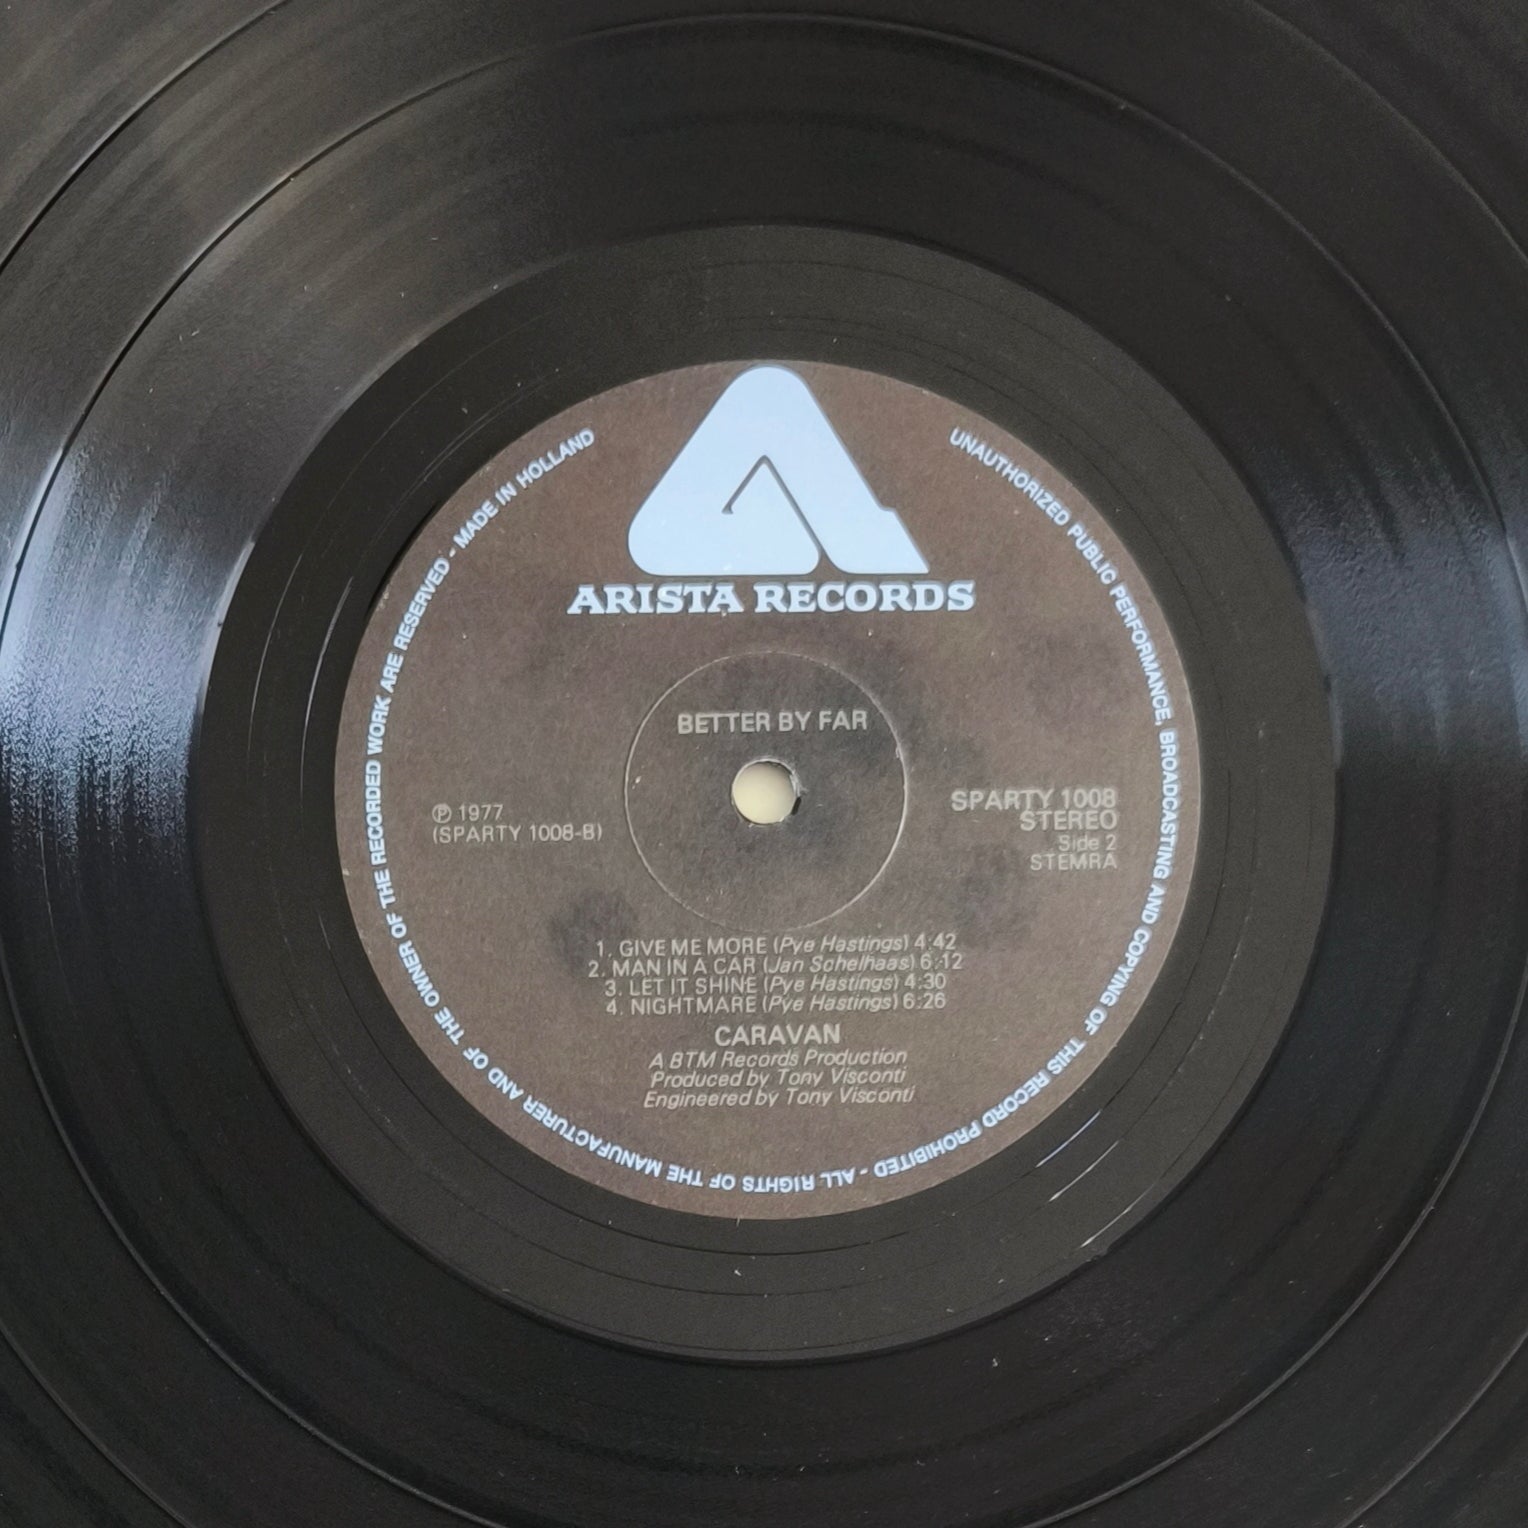 ARISTA RECORDS
BETTER BY FAR
℗ 1977
(SPARTY 1008-B)
SPARTY 1008
STEREO
Side 2
STEMRA
1. GIVE ME MORE (Pye Hastings) 4:42
2. MAN IN A CAR (Jan Schelhaas) 6:12
3. LET IT SHINE (Pye Hastings) 4:30
4. NIGHTMARE (Pye Hastings) 6:26
CARAVAN
A BTM Records Production
Produced by Tony Visconti
Engineered by Tony Visconti
UNAUTHORIZED PUBLIC PERFORMANCE, BROADCASTING AND COPYING OF THIS RECORD PROHIBITED - ALL RIGHTS OF THE MANUFACTURER AND OF THE OWNER OF THE RECORDED WORK ARE RESERVED - MADE IN HOLLAND